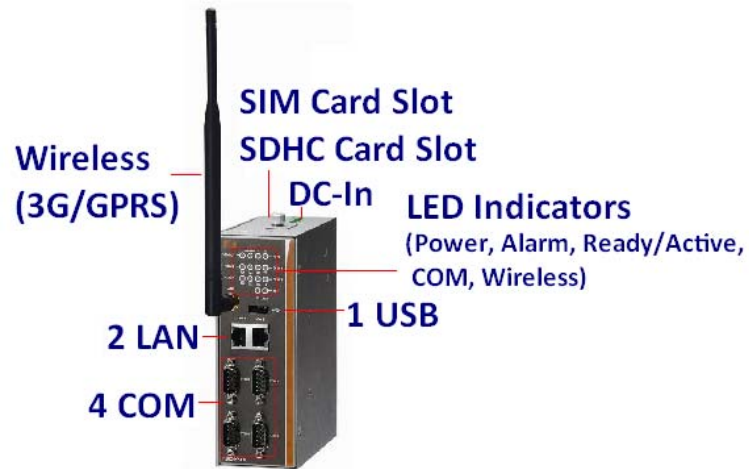 SIM Card Slot
SDHC Card Slot
DC-In
Wireless
(3G/GPRS)
LED Indicators
(Power, Alarm, Ready/Active,
COM, Wireless)
1 USB
2 LAN
4 COM